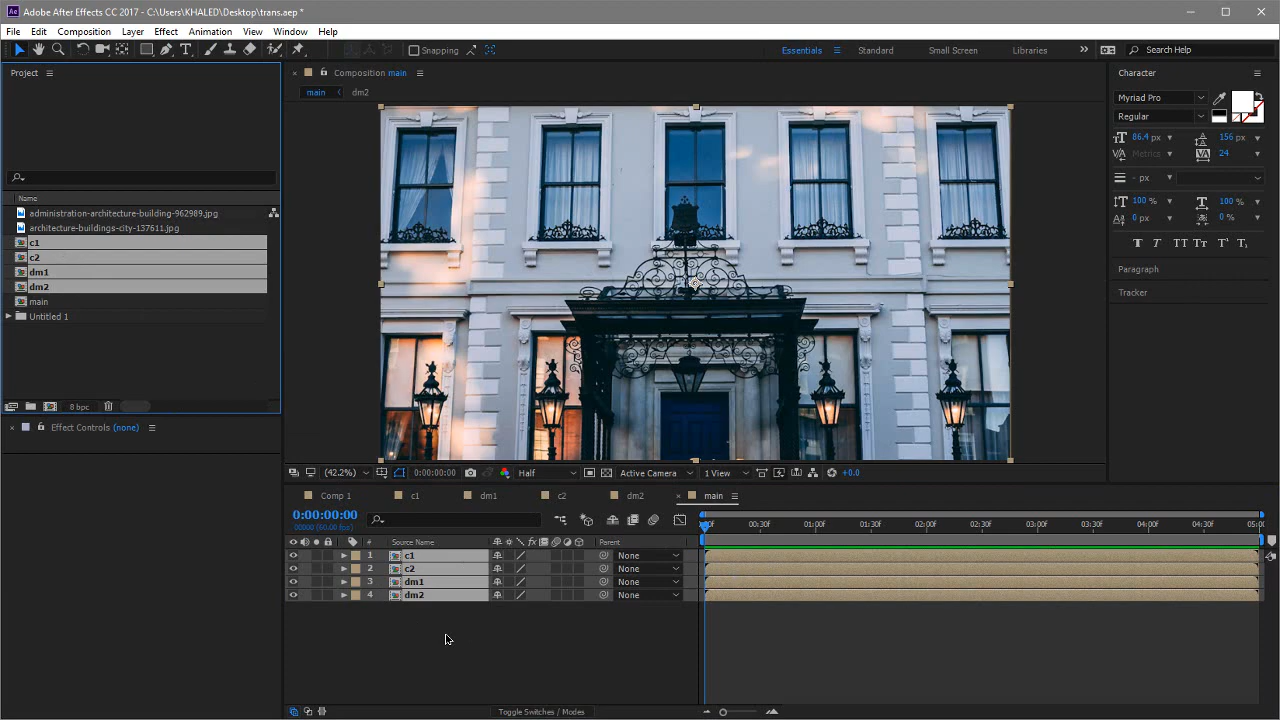 Adobe After Effects CC 2017 - C:\Users\KHALED\Desktop\trans.aep *
File Edit Composition Layer Effect Animation View Window Help
Snapping Essentials Standard Small Screen Libraries Search Help
Project
Composition main
main dm2
Name
administration-architecture-building-962989.jpg
architecture-buildings-city-137611.jpg
c1
c2
dm1
dm2
main
Untitled 1
8 bpc
Effect Controls (none)
Character
Myriad Pro
Regular
86.4 px 156 px
Metrics 24
- px
100 % 100 %
0 px 0 %
T T TT Tr T¹ T₁
Paragraph
Tracker
(42.2%) 0:00:00:00 Half Active Camera 1 View +0.0
Comp 1 c1 dm1 c2 dm2 main
0:00:00:00
00000 (60.00 fps)
:00F 00:30F 01:00F 01:30F 02:00F 02:30F 03:00F 03:30F 04:00F 04:30F 05:00
# Source Name Parent
1 c1 None
2 c2 None
3 dm1 None
4 dm2 None
Toggle Switches / Modes